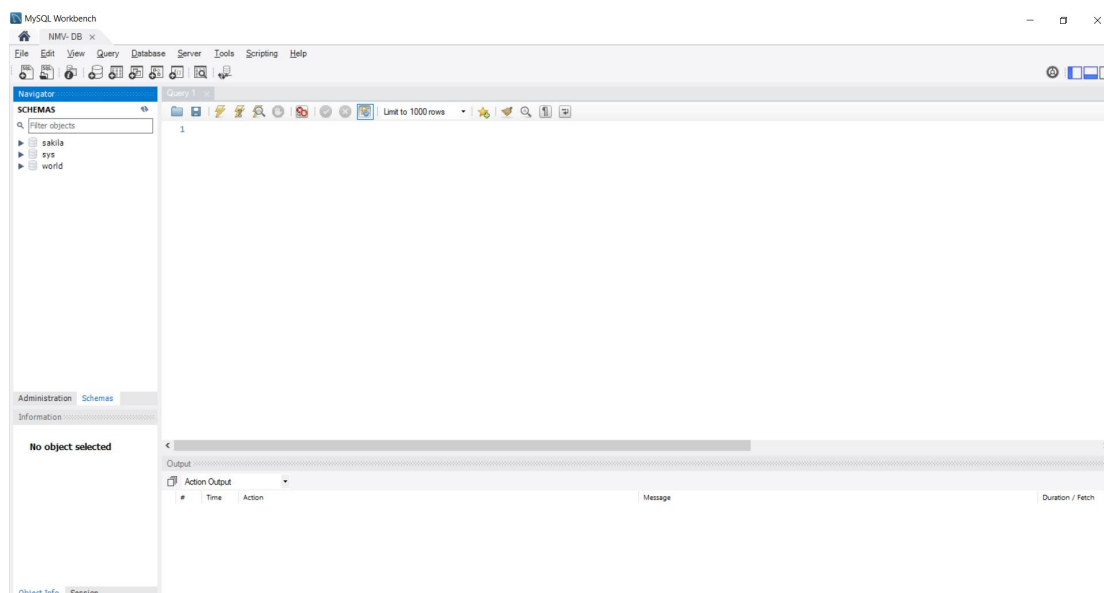 MySQL Workbench
NMV- DB
File Edit View Query Database Server Tools Scripting Help
Navigator
Query 1
SCHEMAS
Limit to 1000 rows
Filter objects
1
sakila
sys
world
Administration Schemas
Information
No object selected
Output
Action Output
# Time Action Message Duration / Fetch
Object Info Session